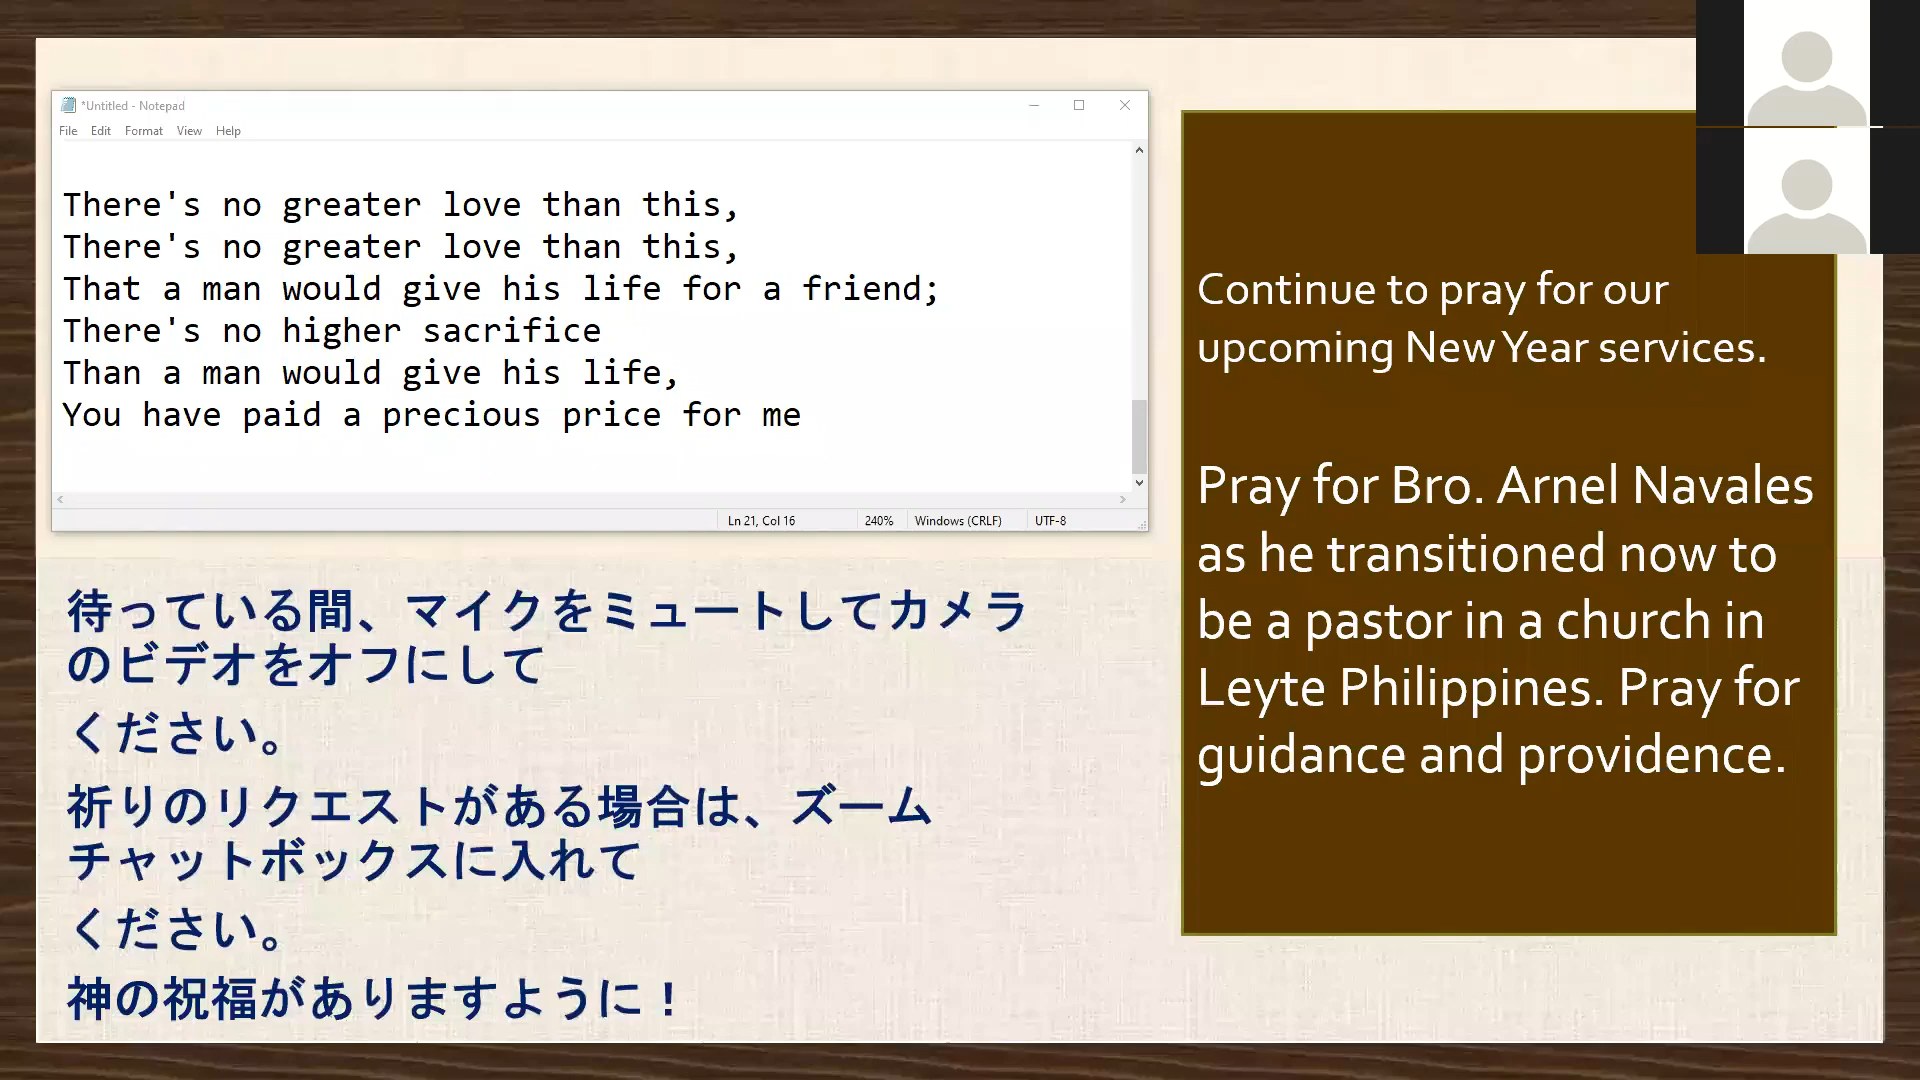 *Untitled - Notepad
File Edit Format View Help
There's no greater love than this,
There's no greater love than this,
That a man would give his life for a friend;
There's no higher sacrifice
Than a man would give his life,
You have paid a precious price for me
Ln 21, Col 16 240% Windows (CRLF) UTF-8
待っている間、マイクをミュートしてカメラ
のビデオをオフにして
ください。
祈りのリクエストがある場合は、ズーム
チャットボックスに入れて
ください。
神の祝福がありますように！
Continue to pray for our
upcoming New Year services.
Pray for Bro. Arnel Navales
as he transitioned now to
be a pastor in a church in
Leyte Philippines. Pray for
guidance and providence.